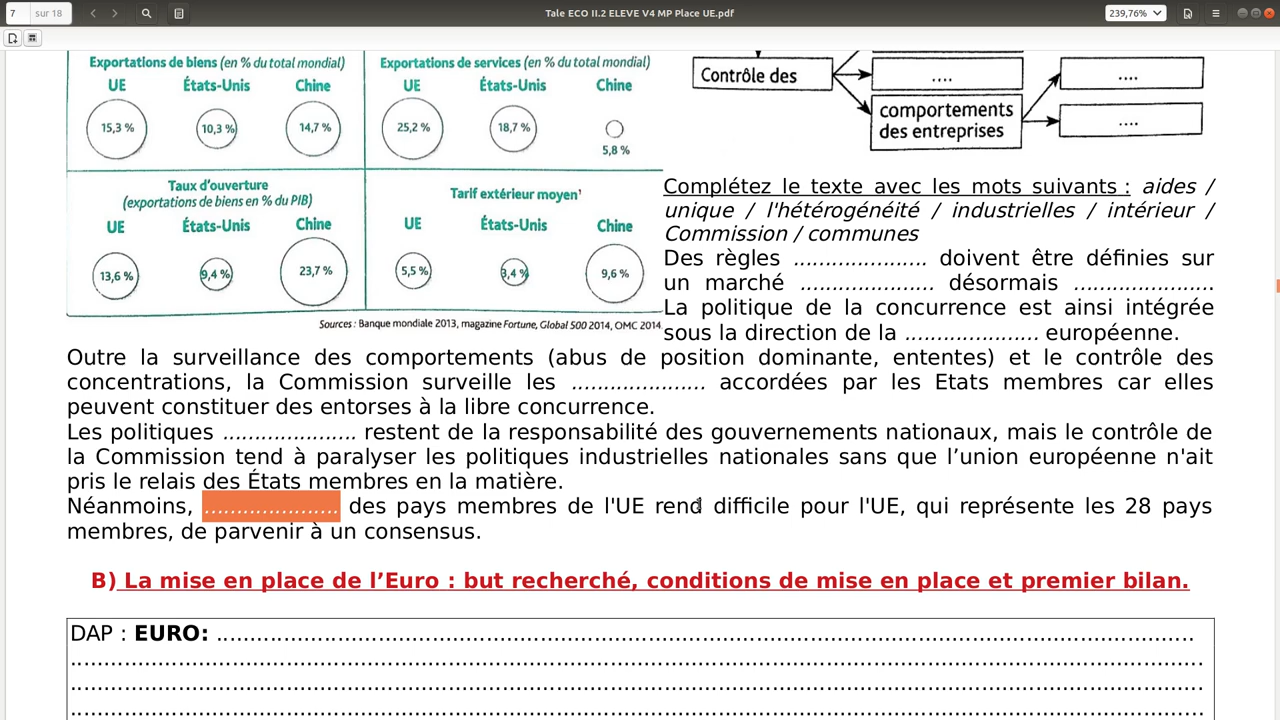 7 sur 18
Tale ECO II.2 ELEVE V4 MP Place UE.pdf
239,76%
Exportations de biens (en % du total mondial)
UE États-Unis Chine
15,3 % 10,3 % 14,7 %
Exportations de services (en % du total mondial)
UE États-Unis Chine
25,2 % 18,7 % 5,8 %
Taux d'ouverture
(exportations de biens en % du PIB)
UE États-Unis Chine
13,6 % 9,4 % 23,7 %
Tarif extérieur moyen¹
UE États-Unis Chine
5,5 % 3,4 % 9,6 %
Sources : Banque mondiale 2013, magazine Fortune, Global 500 2014, OMC 2014.
Contrôle des
....
....
comportements
des entreprises
....
Complétez le texte avec les mots suivants : aides /
unique / l'hétérogénéité / industrielles / intérieur /
Commission / communes
Des règles ..................... doivent être définies sur
un marché ..................... désormais ......................
La politique de la concurrence est ainsi intégrée
sous la direction de la ..................... européenne.
Outre la surveillance des comportements (abus de position dominante, ententes) et le contrôle des
concentrations, la Commission surveille les ..................... accordées par les Etats membres car elles
peuvent constituer des entorses à la libre concurrence.
Les politiques ..................... restent de la responsabilité des gouvernements nationaux, mais le contrôle de
la Commission tend à paralyser les politiques industrielles nationales sans que l’union européenne n'ait
pris le relais des États membres en la matière.
Néanmoins, ..................... des pays membres de l'UE rend difficile pour l'UE, qui représente les 28 pays
membres, de parvenir à un consensus.
B) La mise en place de l’Euro : but recherché, conditions de mise en place et premier bilan.
DAP : EURO: ..........................................................................................
..........................................................................................
..........................................................................................
..........................................................................................